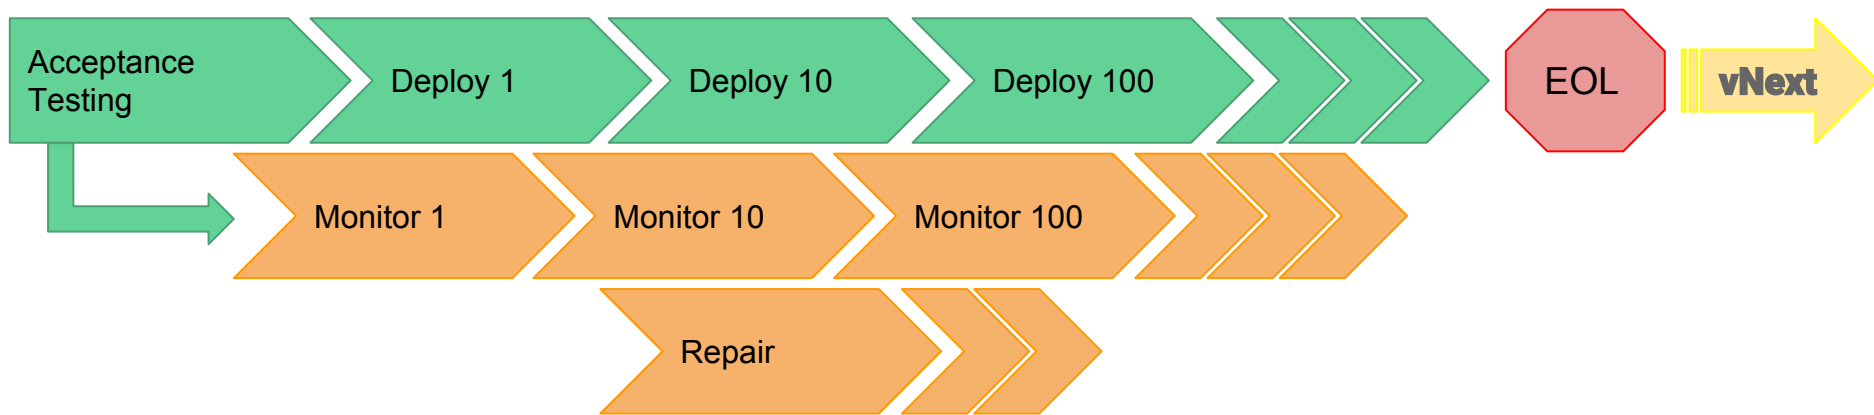 Acceptance
Testing
Deploy 1
Deploy 10
Deploy 100
EOL
vNext
Monitor 1
Monitor 10
Monitor 100
Repair